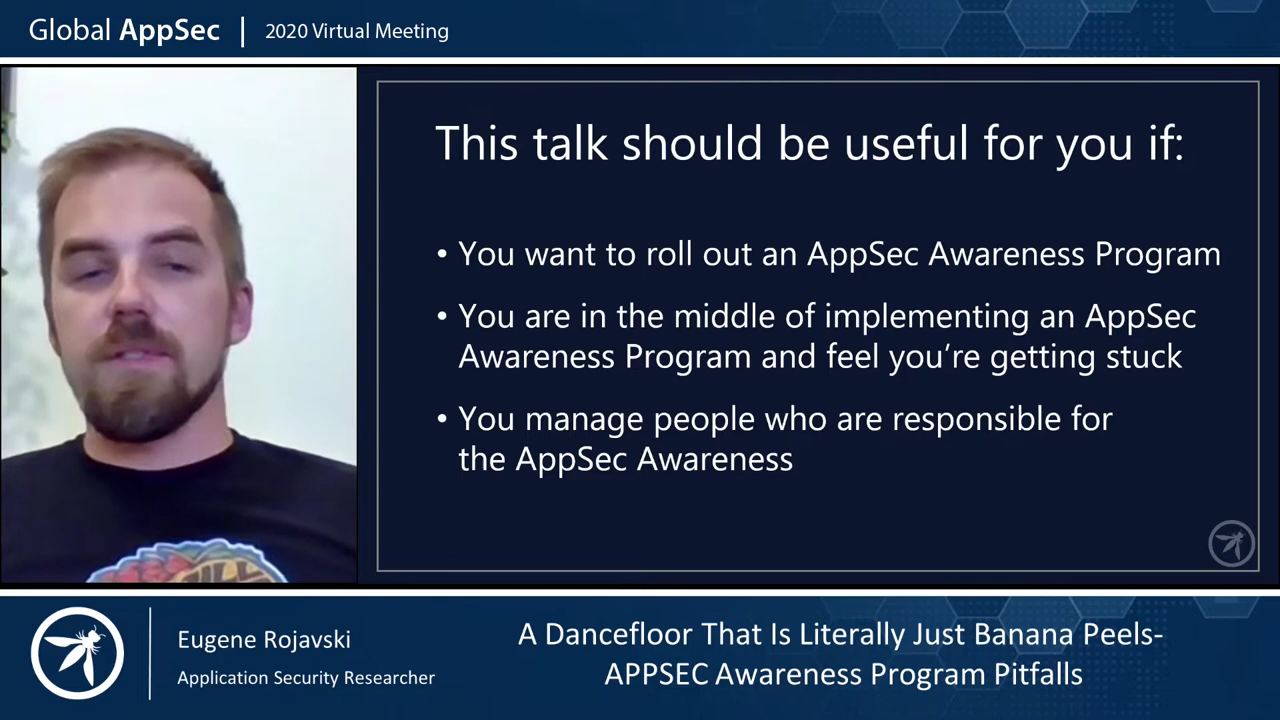 Global AppSec | 2020 Virtual Meeting
This talk should be useful for you if:
• You want to roll out an AppSec Awareness Program
• You are in the middle of implementing an AppSec
Awareness Program and feel you’re getting stuck
• You manage people who are responsible for
the AppSec Awareness
Eugene Rojavski
Application Security Researcher
A Dancefloor That Is Literally Just Banana Peels-
APPSEC Awareness Program Pitfalls